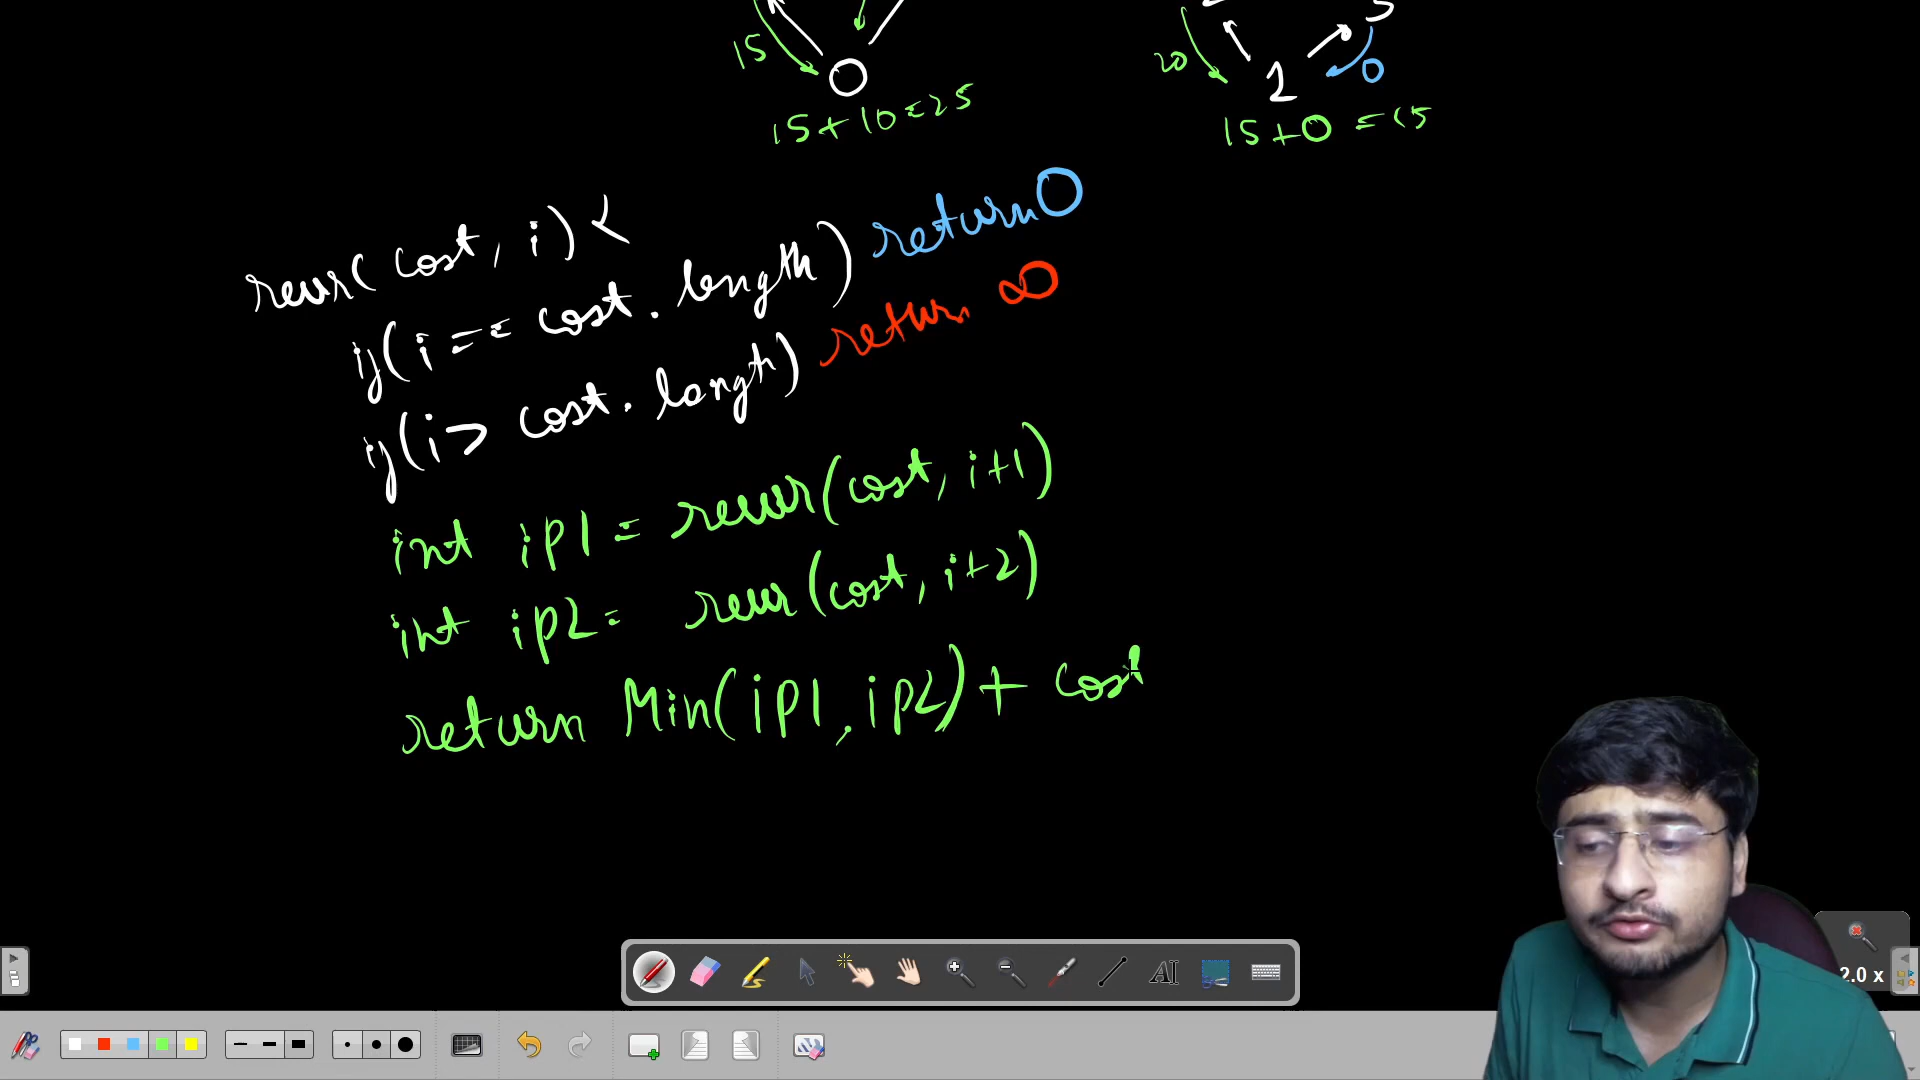 15
15+10=25
20
2
0
15+0=15
recur(cost, i) {
if(i == cost.length) return 0
if(i > cost.length) return ∞
int ip1 = recur(cost, i+1)
int ip2 = recur(cost, i+2)
return Min(ip1, ip2) + cost
AI
2.0 x